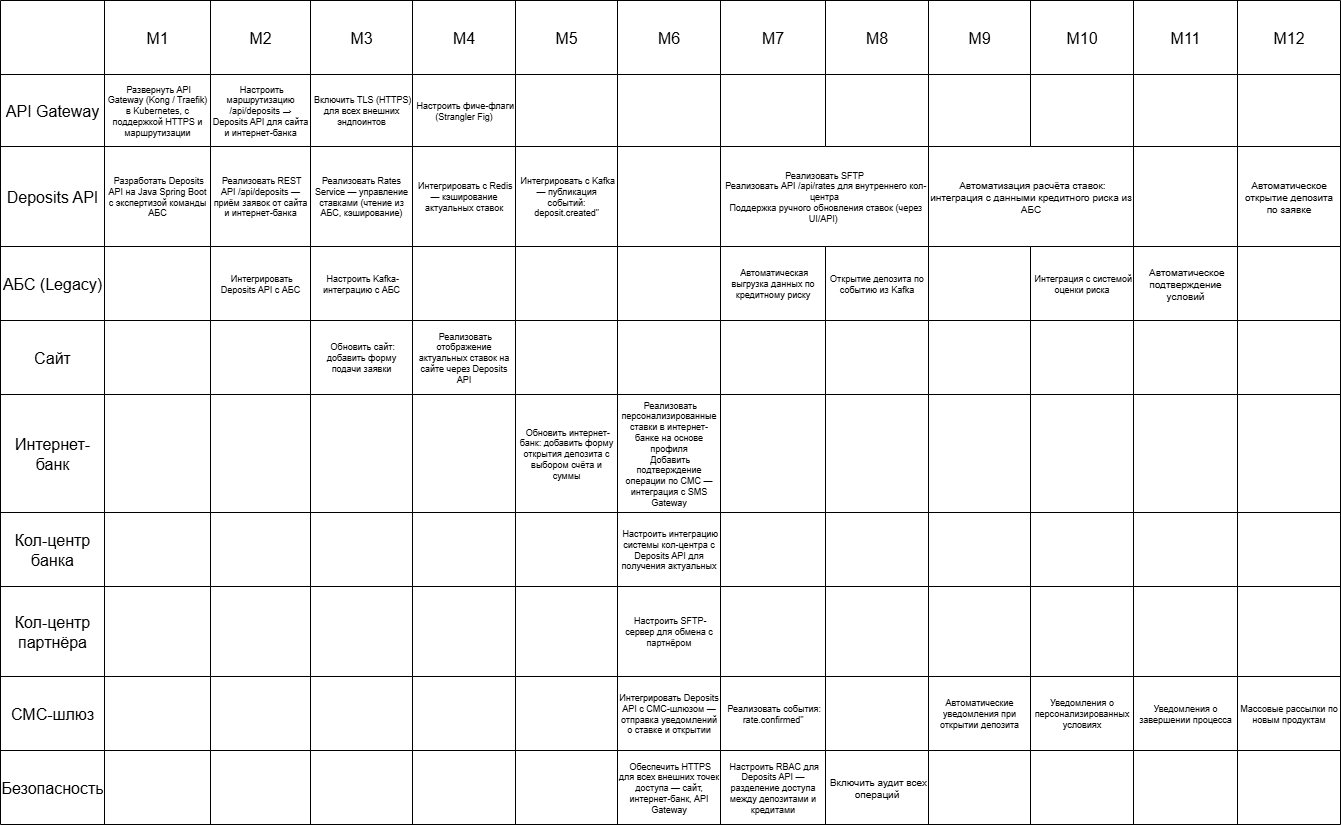 M1
M2
M3
M4
M5
M6
M7
M8
M9
M10
M11
M12
API Gateway
Развернуть API
Gateway (Kong / Traefik)
в Kubernetes, с
поддержкой HTTPS и
маршрутизации
Настроить
маршрутизацию
/api/deposits →
Deposits API для сайта
и интернет-банка
Включить TLS (HTTPS)
для всех внешних
эндпоинтов
Настроить фиче-флаги
(Strangler Fig)
Deposits API
Разработать Deposits
API на Java Spring Boot
с экспертизой команды
АБС
Реализовать REST
API /api/deposits —
приём заявок от сайта
и интернет-банка
Реализовать Rates
Service — управление
ставками (чтение из
АБС, кэширование)
Интегрировать с Redis
— кэширование
актуальных ставок
Интегрировать с Kafka
— публикация
событий:
deposit.created"
Реализовать SFTP
Реализовать API /api/rates для внутреннего кол-
центра
Поддержка ручного обновления ставок (через
UI/API)
Автоматизация расчёта ставок:
интеграция с данными кредитного риска из
АБС
Автоматическое
открытие депозита
по заявке
АБС (Legacy)
Интегрировать
Deposits API с АБС
Настроить Kafka-
интеграцию с АБС
Автоматическая
выгрузка данных по
кредитному риску
Открытие депозита по
событию из Kafka
Интеграция с системой
оценки риска
Автоматическое
подтверждение
условий
Сайт
Обновить сайт:
добавить форму
подачи заявки
Реализовать
отображение
актуальных ставок на
сайте через Deposits
API
Интернет-
банк
Обновить интернет-
банк: добавить форму
открытия депозита с
выбором счёта и
суммы
Реализовать
персонализированные
ставки в интернет-
банке на основе
профиля
Добавить
подтверждение
операции по СМС —
интеграция с SMS
Gateway
Кол-центр
банка
Настроить интеграцию
системы кол-центра с
Deposits API для
получения актуальных
Кол-центр
партнёра
Настроить SFTP-
сервер для обмена с
партнёром
СМС-шлюз
Интегрировать Deposits
API с СМС-шлюзом —
отправка уведомлений
о ставке и открытии
Реализовать события:
rate.confirmed"
Автоматические
уведомления при
открытии депозита
Уведомления о
персонализированных
условиях
Уведомления о
завершении процесса
Массовые рассылки по
новым продуктам
Безопасность
Обеспечить HTTPS
для всех внешних точек
доступа — сайт,
интернет-банк, API
Gateway
Настроить RBAC для
Deposits API —
разделение доступа
между депозитами и
кредитами
Включить аудит всех
операций